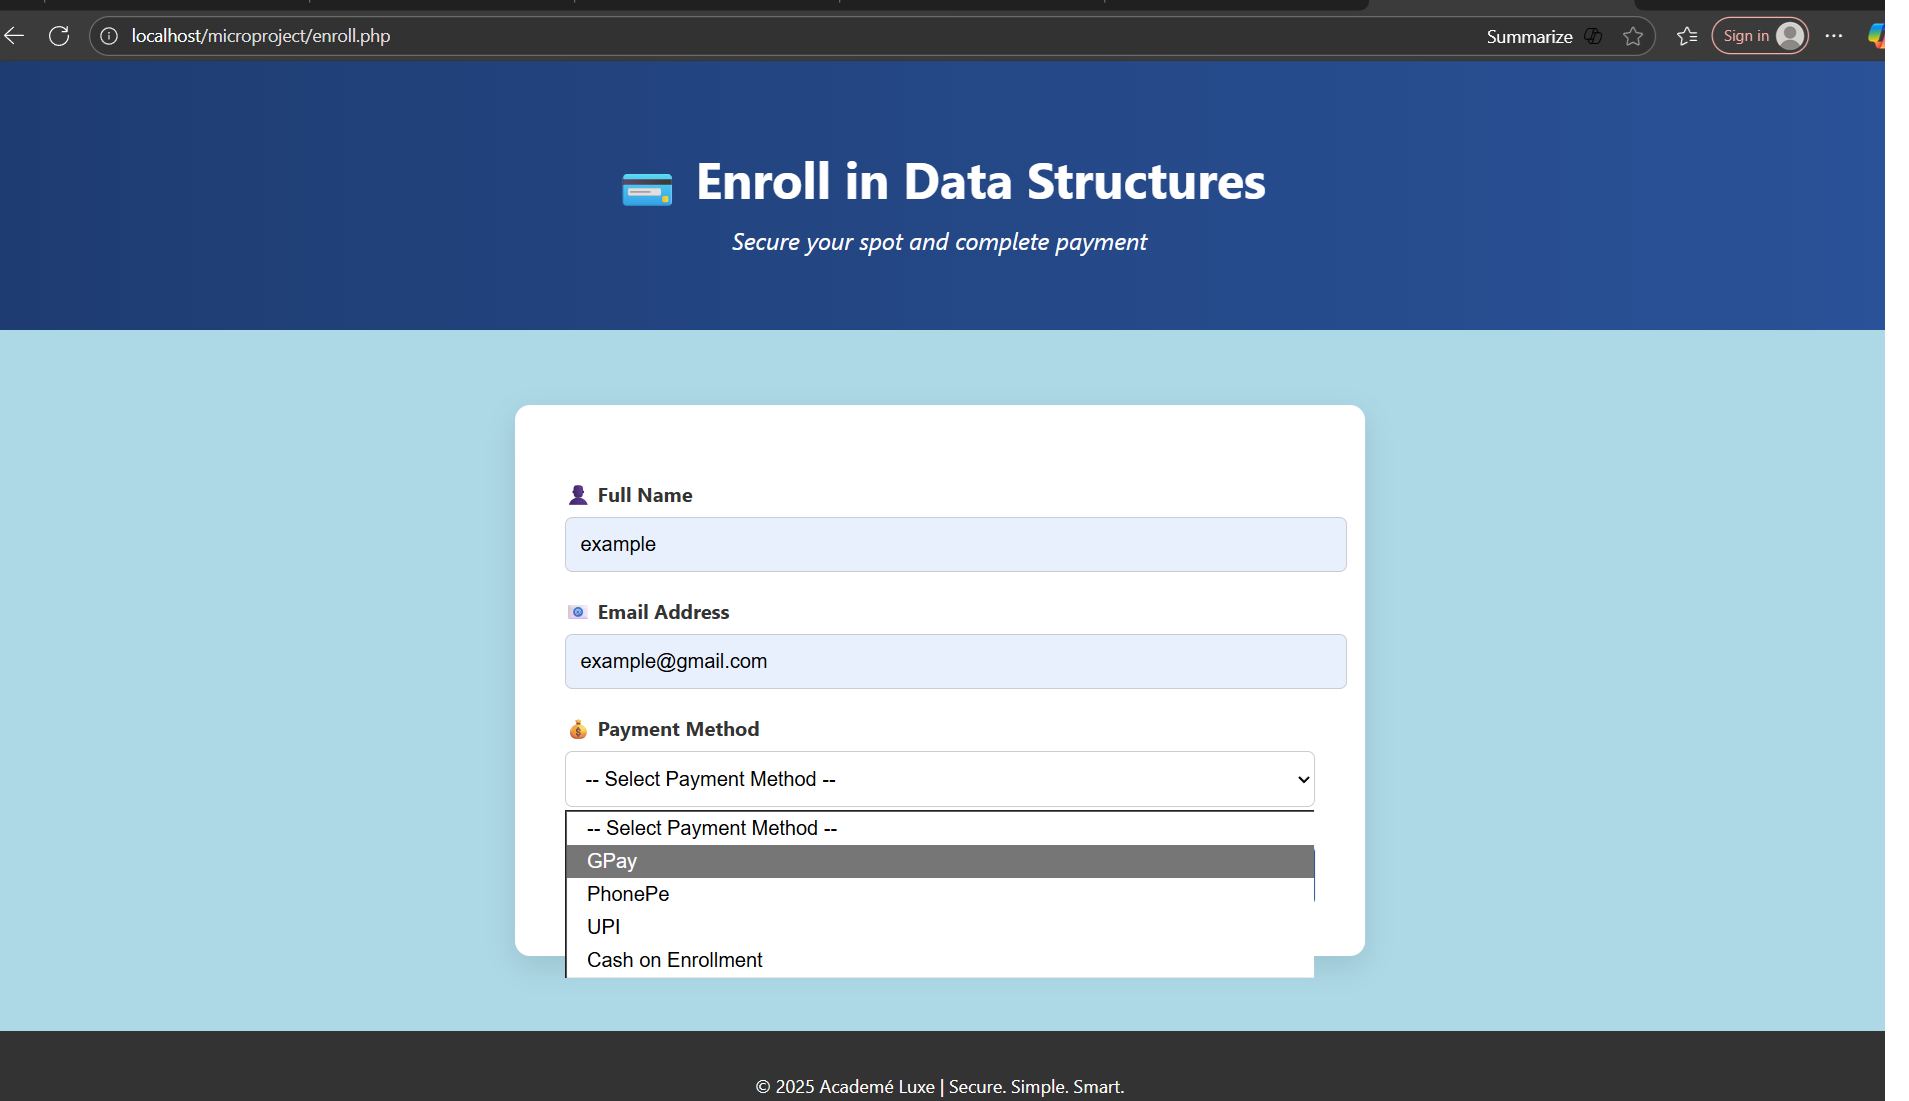 localhost/microproject/enroll.php
Summarize
Sign in
Enroll in Data Structures
Secure your spot and complete payment
Full Name
example
Email Address
example@gmail.com
Payment Method
-- Select Payment Method --
-- Select Payment Method --
GPay
PhonePe
UPI
Cash on Enrollment
© 2025 Academé Luxe | Secure. Simple. Smart.